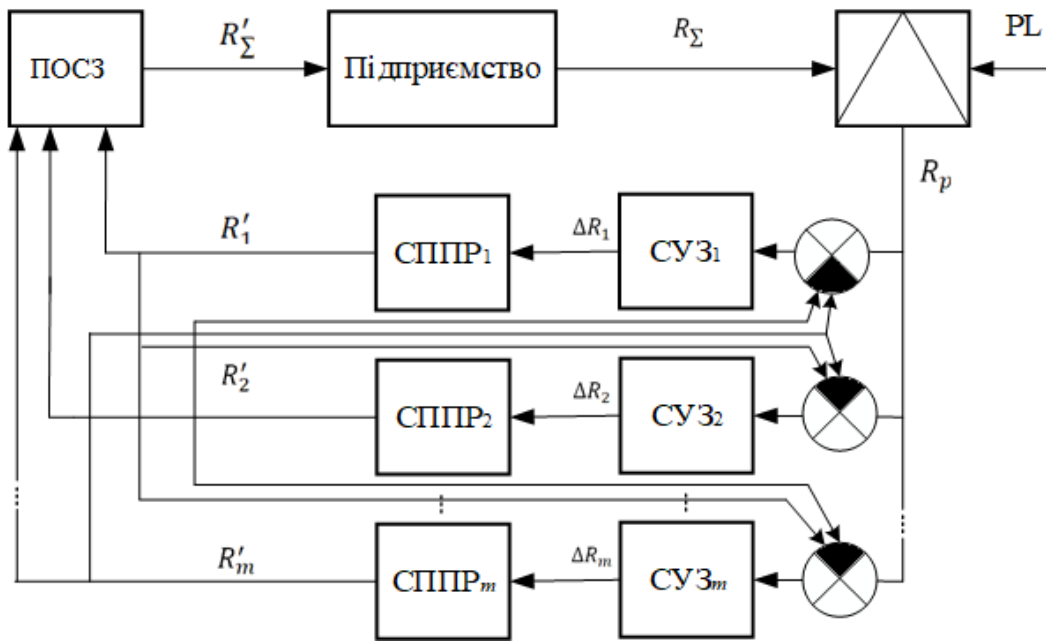 ПОСЗ
R′Σ
Підприємство
RΣ
PL
Rp
R′1
СППР1
ΔR1
СУЗ1
R′2
СППР2
ΔR2
СУЗ2
R′m
СППРm
ΔRm
СУЗm